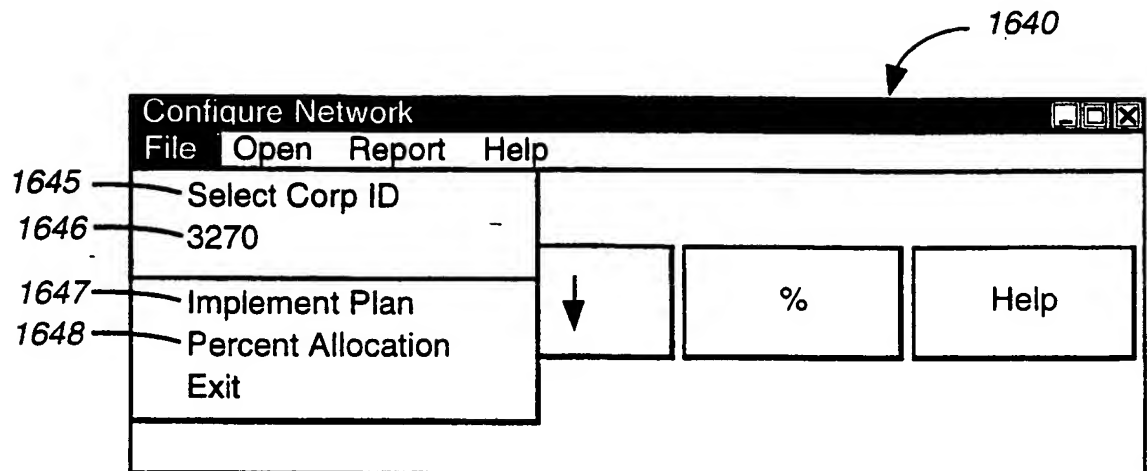 1640
Configure Network
File Open Report Help
1645 Select Corp ID
1646 3270
1647 Implement Plan
% Help
1648 Percent Allocation
Exit